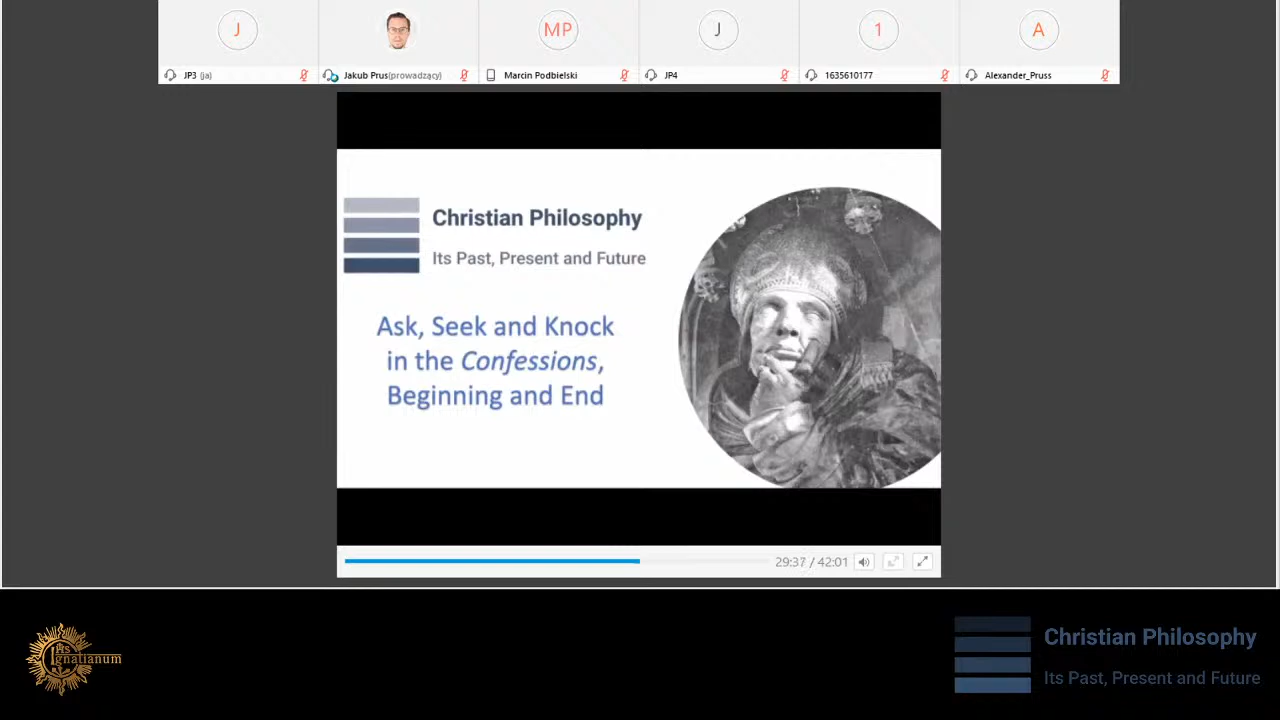 J
MP
J
1
A
JP3 (ja)
Jakub Prus(prowadzący)
Marcin Podbielski
JP4
1635610177
Alexander_Pruss
Christian Philosophy
Its Past, Present and Future
Ask, Seek and Knock
in the Confessions,
Beginning and End
29:37 / 42:01
Ignatianum
Christian Philosophy
Its Past, Present and Future